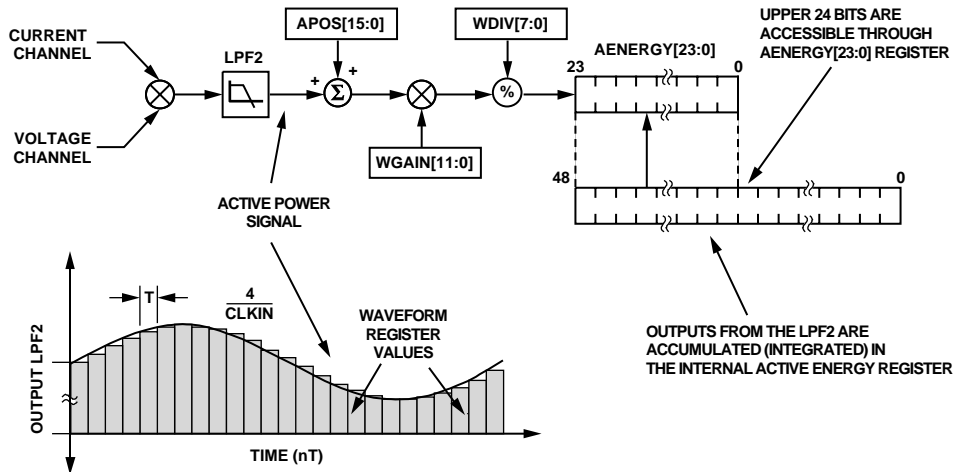 CURRENT
CHANNEL
VOLTAGE
CHANNEL
LPF2
APOS[15:0]
+
+
Σ
WGAIN[11:0]
WDIV[7:0]
%
AENERGY[23:0]
23
0
UPPER 24 BITS ARE
ACCESSIBLE THROUGH
AENERGY[23:0] REGISTER
48
0
ACTIVE POWER
SIGNAL
OUTPUTS FROM THE LPF2 ARE
ACCUMULATED (INTEGRATED) IN
THE INTERNAL ACTIVE ENERGY REGISTER
OUTPUT LPF2
T
4
CLKIN
WAVEFORM
REGISTER
VALUES
TIME (nT)